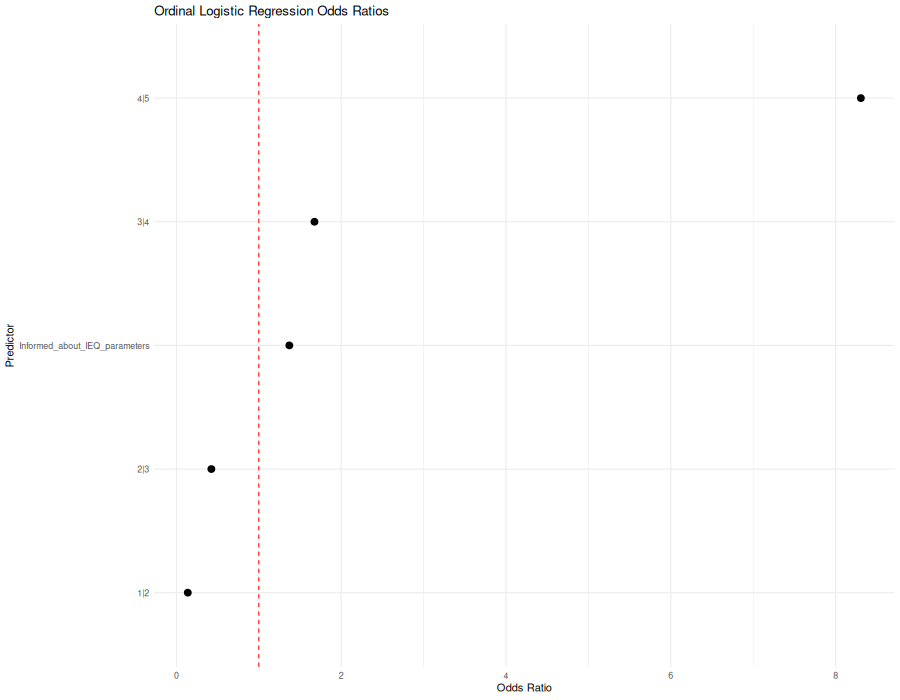 Ordinal Logistic Regression Odds Ratios
4|5
3|4
Informed_about_IEQ_parameters
2|3
1|2
Predictor
0 2 4 6 8
Odds Ratio